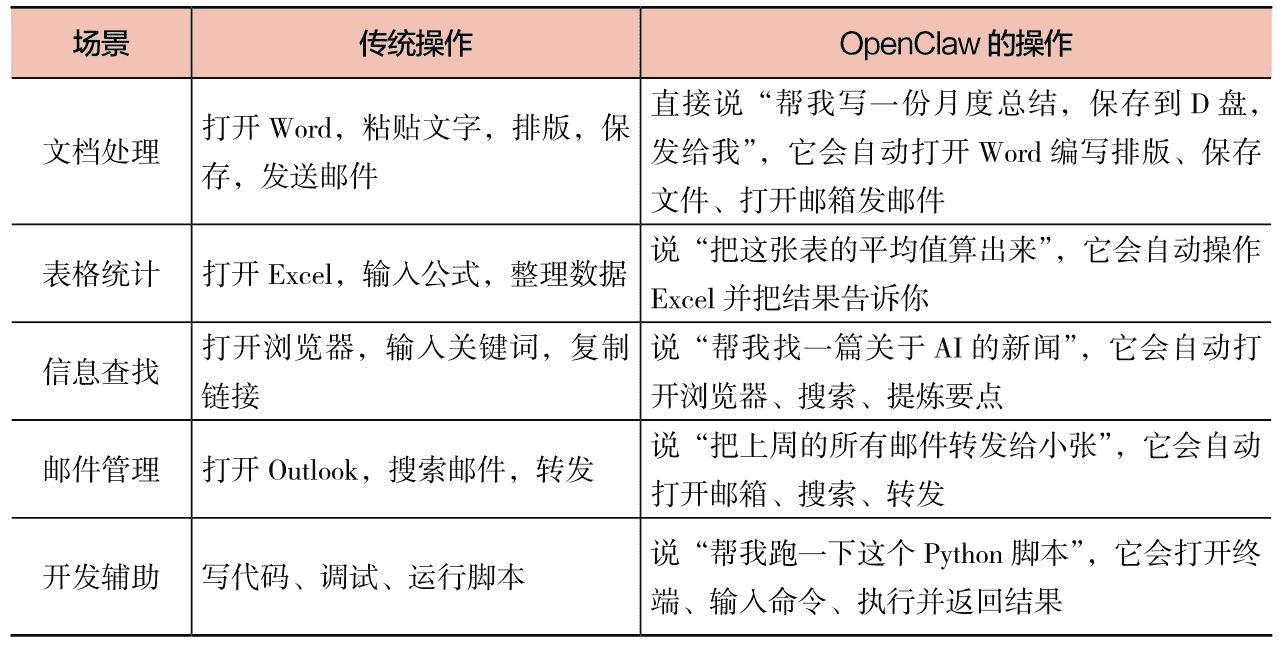 场景 传统操作 OpenClaw 的操作
文档处理
打开 Word，粘贴文字，排版，保
存，发送邮件
直接说“帮我写一份月度总结，保存到 D 盘，
发给我”，它会自动打开 Word 编写排版、保存
文件、打开邮箱发邮件
表格统计
打开 Excel，输入公式，整理数据
说“把这张表的平均值算出来”，它会自动操作
Excel 并把结果告诉你
信息查找
打开浏览器，输入关键词，复制
链接
说“帮我找一篇关于 AI 的新闻”，它会自动打
开浏览器、搜索、提炼要点
邮件管理
打开 Outlook，搜索邮件，转发
说“把上周的所有邮件转发给小张”，它会自动
打开邮箱、搜索、转发
开发辅助
写代码、调试、运行脚本
说“帮我跑一下这个 Python 脚本”，它会打开终
端、输入命令、执行并返回结果